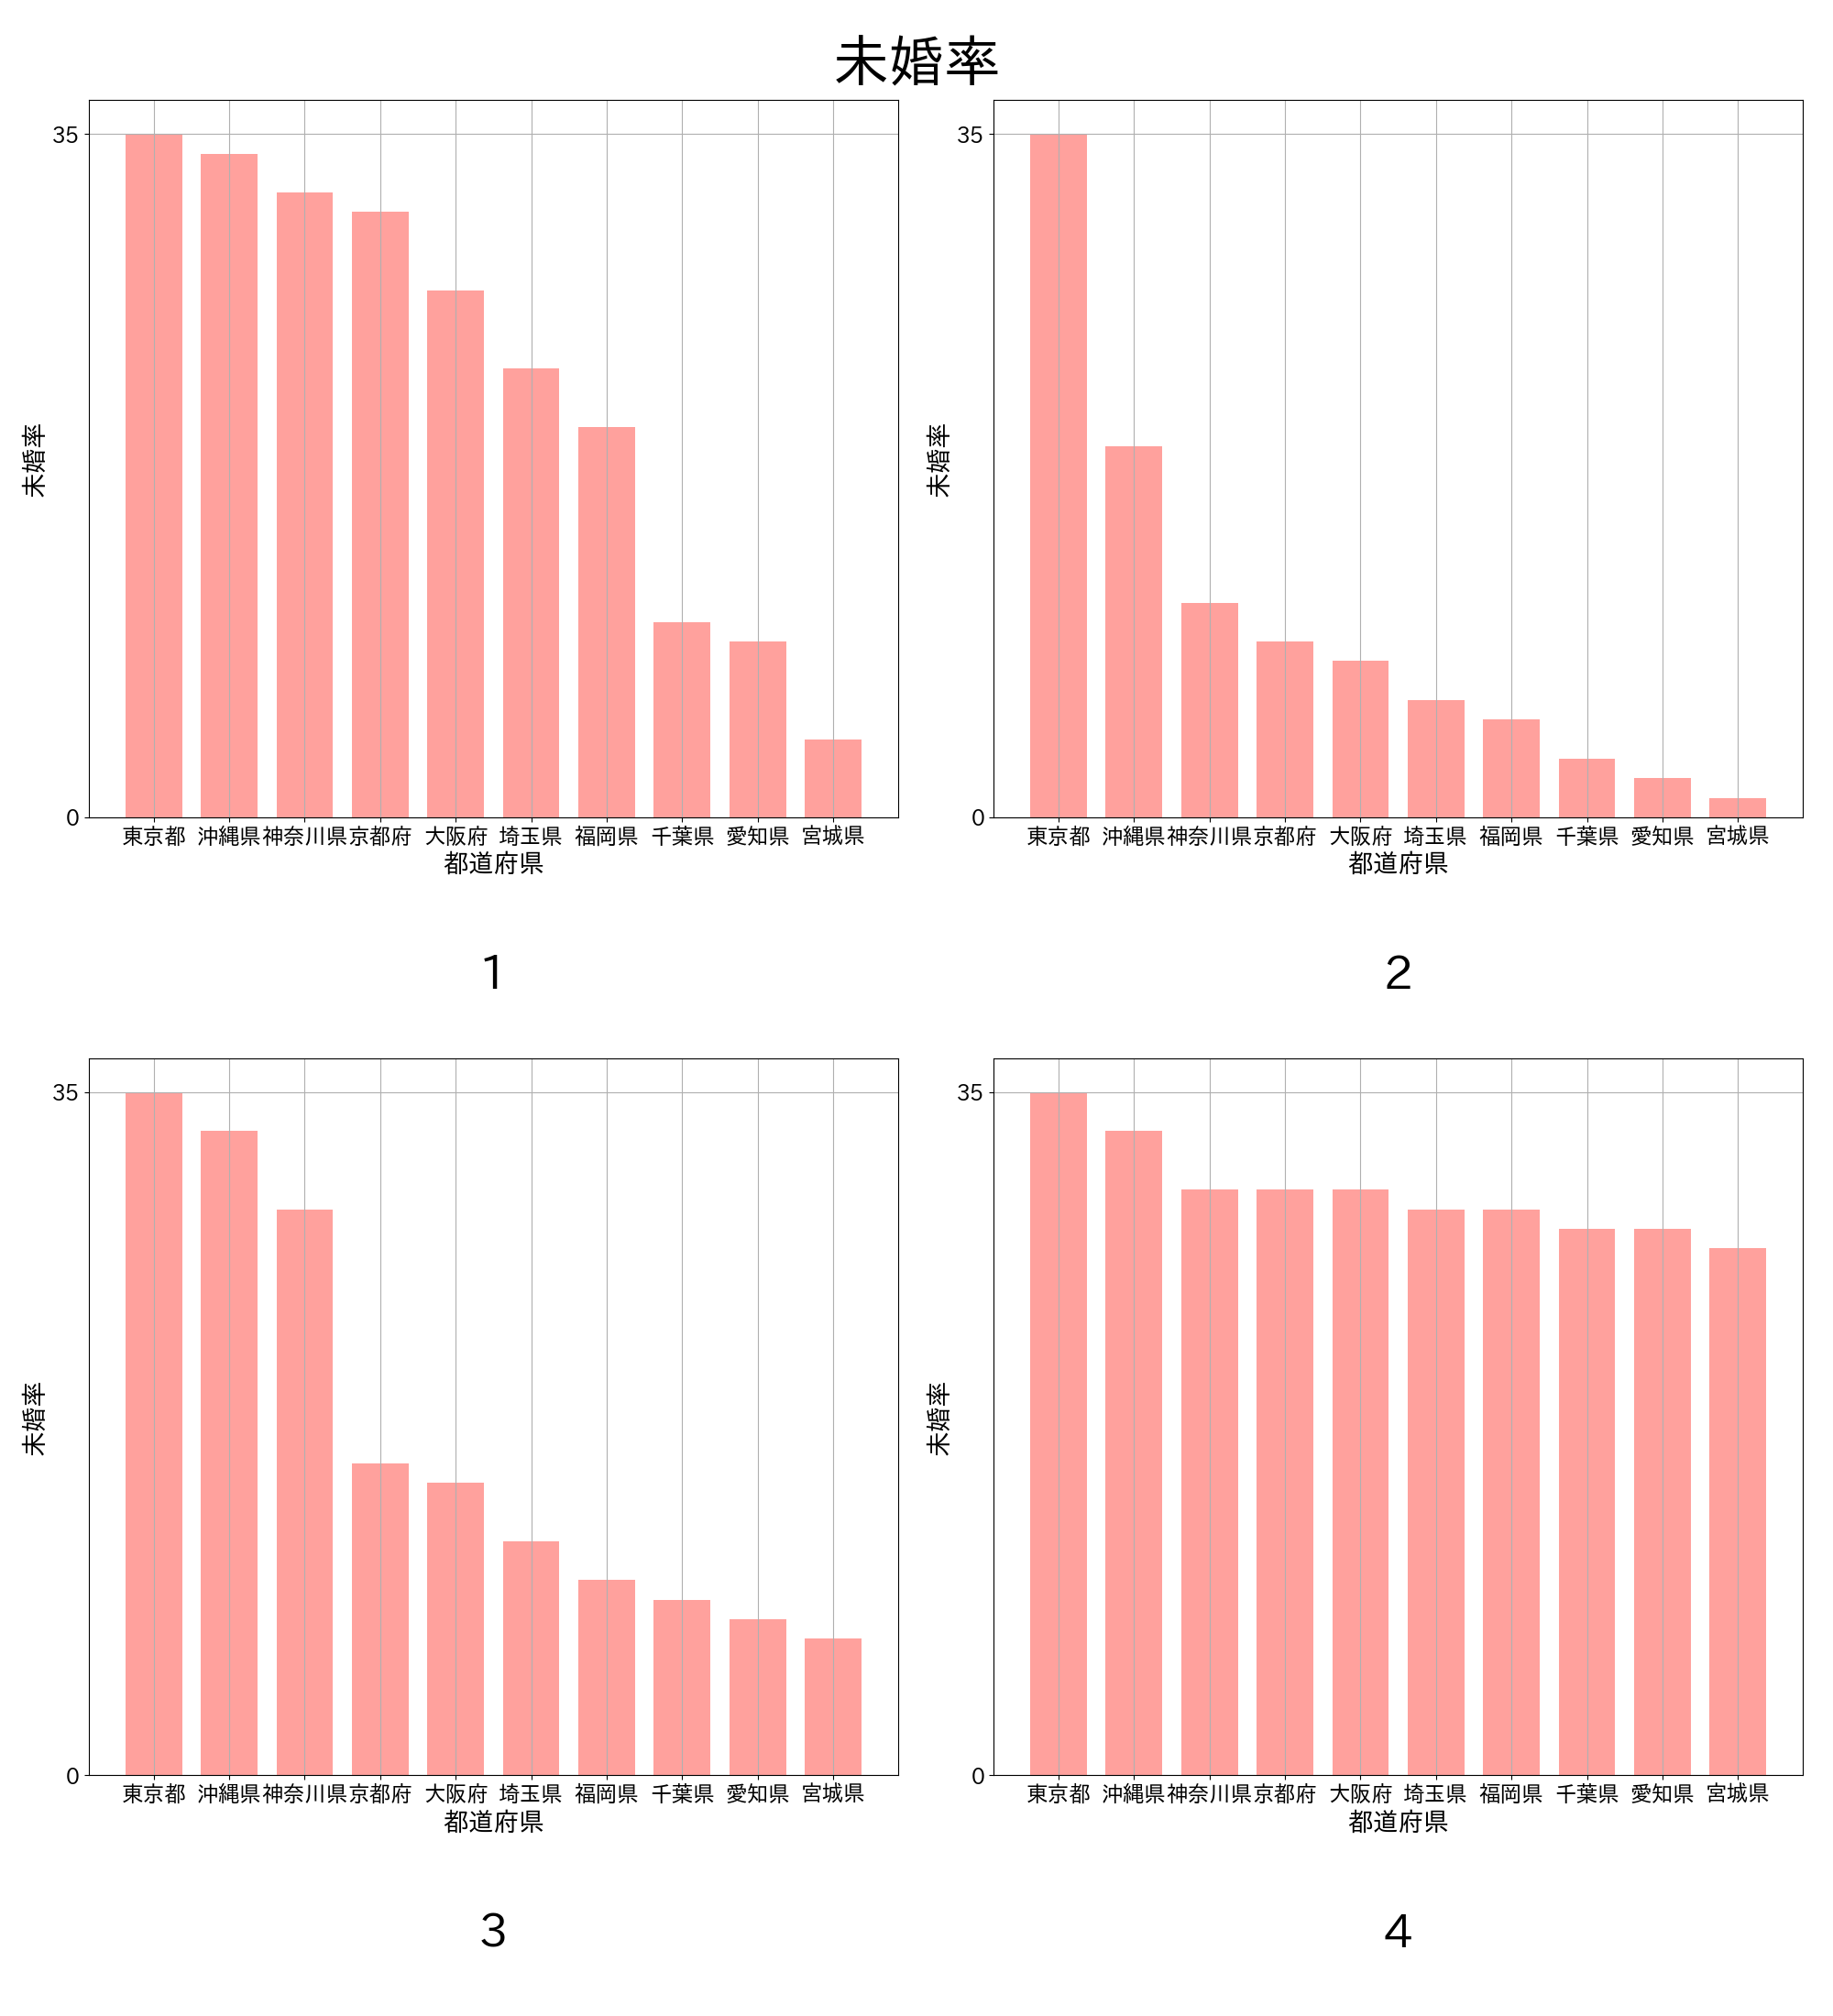 未婚率
35
0
未婚率
東京都 沖縄県 神奈川県 京都府 大阪府 埼玉県 福岡県 千葉県 愛知県 宮城県
都道府県
1
35
0
未婚率
東京都 沖縄県 神奈川県 京都府 大阪府 埼玉県 福岡県 千葉県 愛知県 宮城県
都道府県
2
35
0
未婚率
東京都 沖縄県 神奈川県 京都府 大阪府 埼玉県 福岡県 千葉県 愛知県 宮城県
都道府県
3
35
0
未婚率
東京都 沖縄県 神奈川県 京都府 大阪府 埼玉県 福岡県 千葉県 愛知県 宮城県
都道府県
4